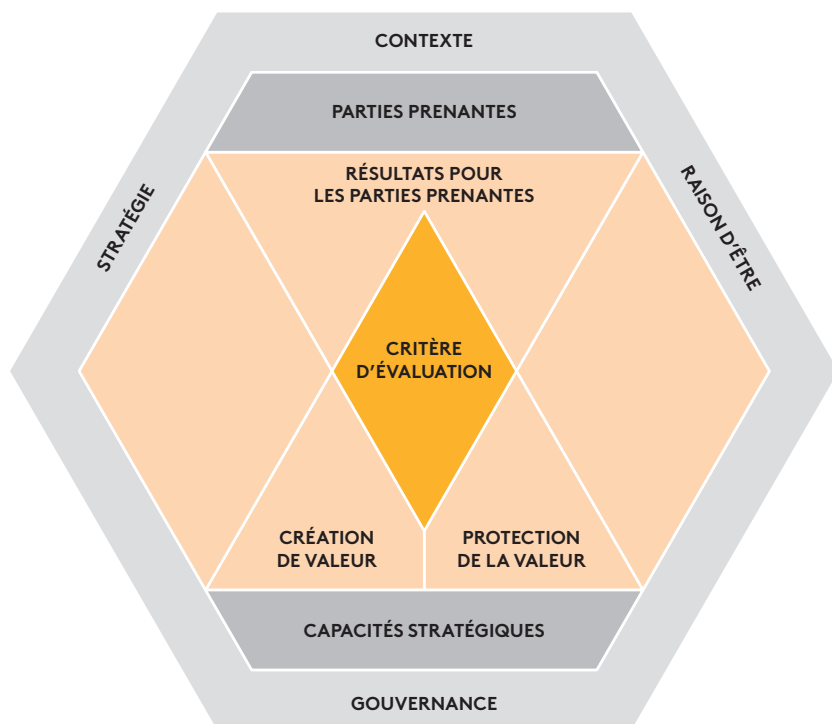 CONTEXTE
PARTIES PRENANTES
RÉSULTATS POUR
LES PARTIES PRENANTES
STRATÉGIE
RAISON D'ÊTRE
CRITÈRE
D’ÉVALUATION
CRÉATION
DE VALEUR
PROTECTION
DE LA VALEUR
CAPACITÉS STRATÉGIQUES
GOUVERNANCE